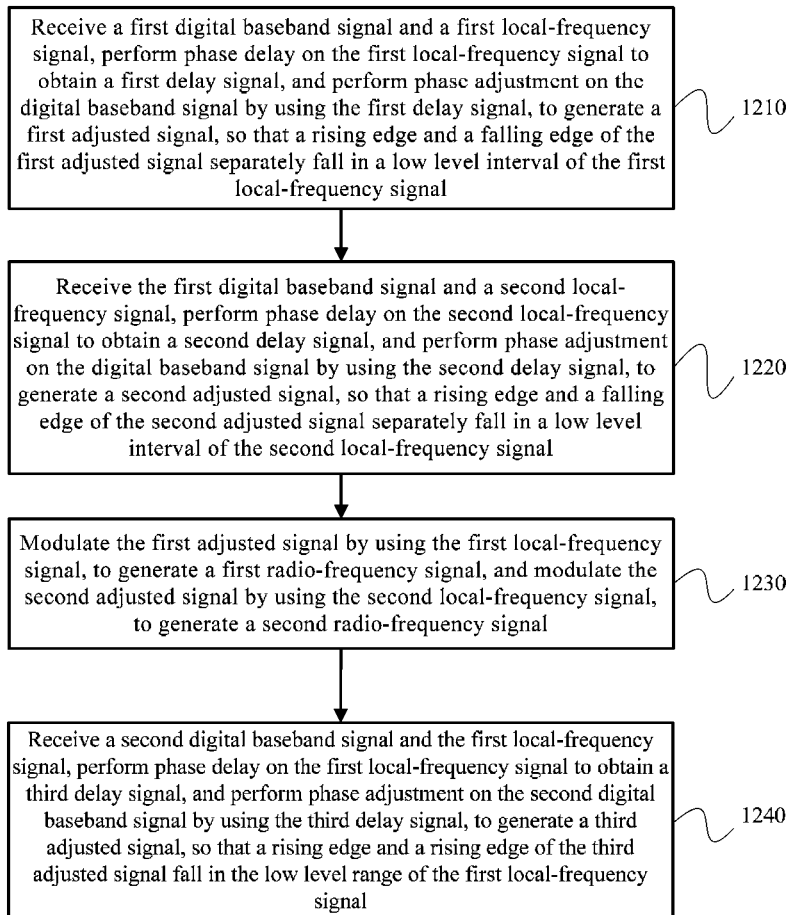 Receive a first digital baseband signal and a first local-frequency
signal, perform phase delay on the first local-frequency signal to
obtain a first delay signal, and perform phase adjustment on the
digital baseband signal by using the first delay signal, to generate a
first adjusted signal, so that a rising edge and a falling edge of the
first adjusted signal separately fall in a low level interval of the first
local-frequency signal
1210
Receive the first digital baseband signal and a second local-
frequency signal, perform phase delay on the second local-frequency
signal to obtain a second delay signal, and perform phase adjustment
on the digital baseband signal by using the second delay signal, to
generate a second adjusted signal, so that a rising edge and a falling
edge of the second adjusted signal separately fall in a low level
interval of the second local-frequency signal
1220
Modulate the first adjusted signal by using the first local-frequency
signal, to generate a first radio-frequency signal, and modulate the
second adjusted signal by using the second local-frequency signal,
to generate a second radio-frequency signal
1230
Receive a second digital baseband signal and the first local-frequency
signal, perform phase delay on the first local-frequency signal to obtain a
third delay signal, and perform phase adjustment on the second digital
baseband signal by using the third delay signal, to generate a third
adjusted signal, so that a rising edge and a rising edge of the third
adjusted signal fall in the low level range of the first local-frequency
signal
1240